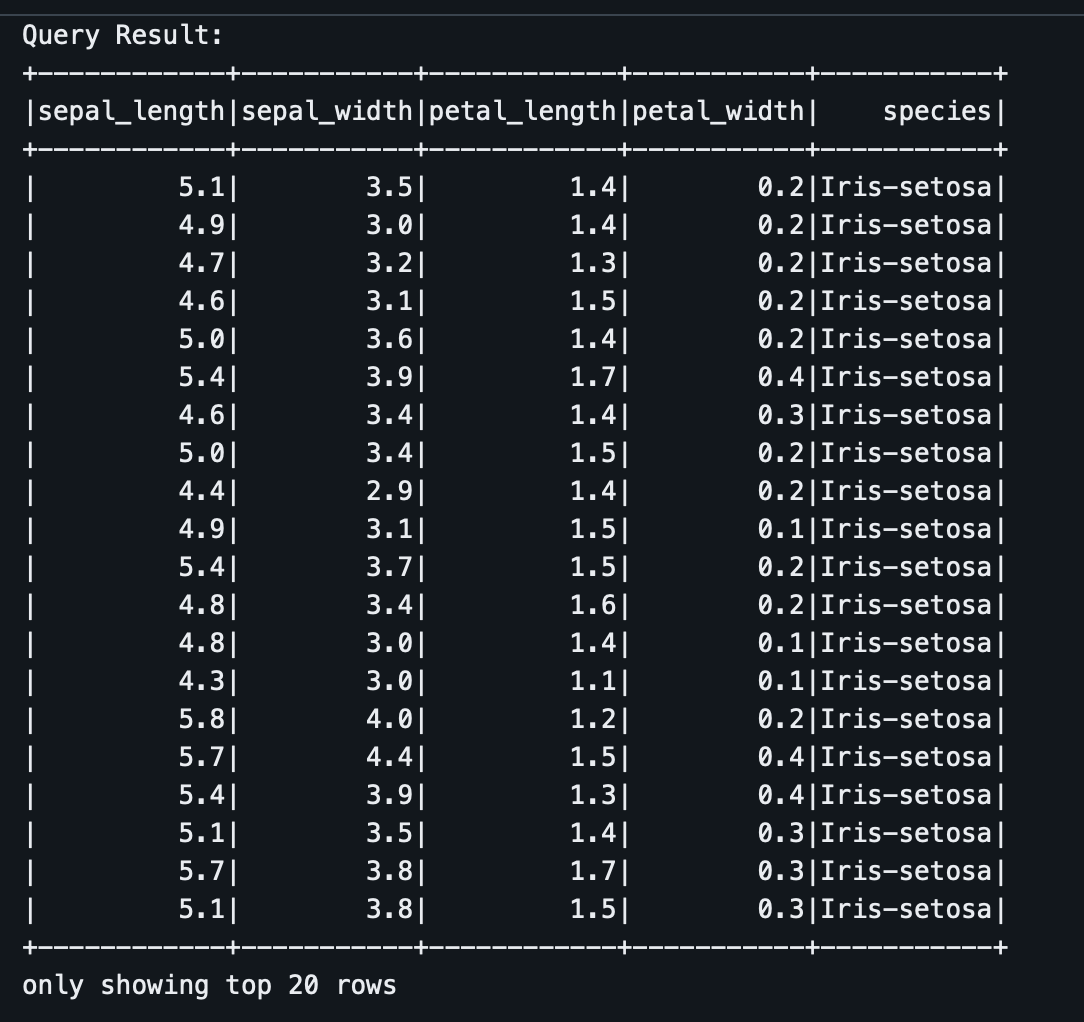 Query Result:
+------------+-----------+------------+-----------+-----------+
|sepal_length|sepal_width|petal_length|petal_width|    species|
+------------+-----------+------------+-----------+-----------+
|         5.1|        3.5|         1.4|        0.2|Iris-setosa|
|         4.9|        3.0|         1.4|        0.2|Iris-setosa|
|         4.7|        3.2|         1.3|        0.2|Iris-setosa|
|         4.6|        3.1|         1.5|        0.2|Iris-setosa|
|         5.0|        3.6|         1.4|        0.2|Iris-setosa|
|         5.4|        3.9|         1.7|        0.4|Iris-setosa|
|         4.6|        3.4|         1.4|        0.3|Iris-setosa|
|         5.0|        3.4|         1.5|        0.2|Iris-setosa|
|         4.4|        2.9|         1.4|        0.2|Iris-setosa|
|         4.9|        3.1|         1.5|        0.1|Iris-setosa|
|         5.4|        3.7|         1.5|        0.2|Iris-setosa|
|         4.8|        3.4|         1.6|        0.2|Iris-setosa|
|         4.8|        3.0|         1.4|        0.1|Iris-setosa|
|         4.3|        3.0|         1.1|        0.1|Iris-setosa|
|         5.8|        4.0|         1.2|        0.2|Iris-setosa|
|         5.7|        4.4|         1.5|        0.4|Iris-setosa|
|         5.4|        3.9|         1.3|        0.4|Iris-setosa|
|         5.1|        3.5|         1.4|        0.3|Iris-setosa|
|         5.7|        3.8|         1.7|        0.3|Iris-setosa|
|         5.1|        3.8|         1.5|        0.3|Iris-setosa|
+------------+-----------+------------+-----------+-----------+
only showing top 20 rows